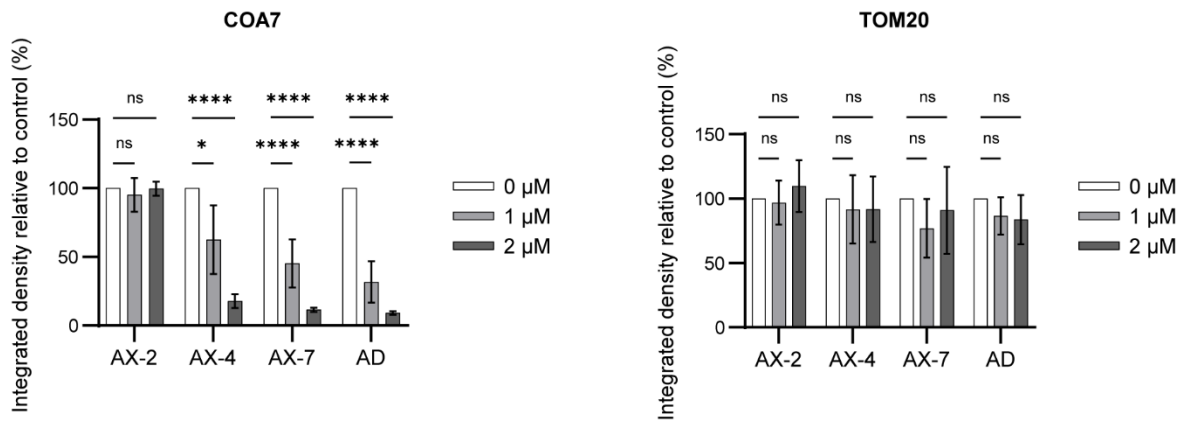 COA7
Integrated density relative to control (%)
ns **** **** ****
150
ns * **** ****
100
50
0
AX-2 AX-4 AX-7 AD
0 µM
1 µM
2 µM
TOM20
Integrated density relative to control (%)
ns ns ns ns
150
ns ns ns ns
100
50
0
AX-2 AX-4 AX-7 AD
0 µM
1 µM
2 µM